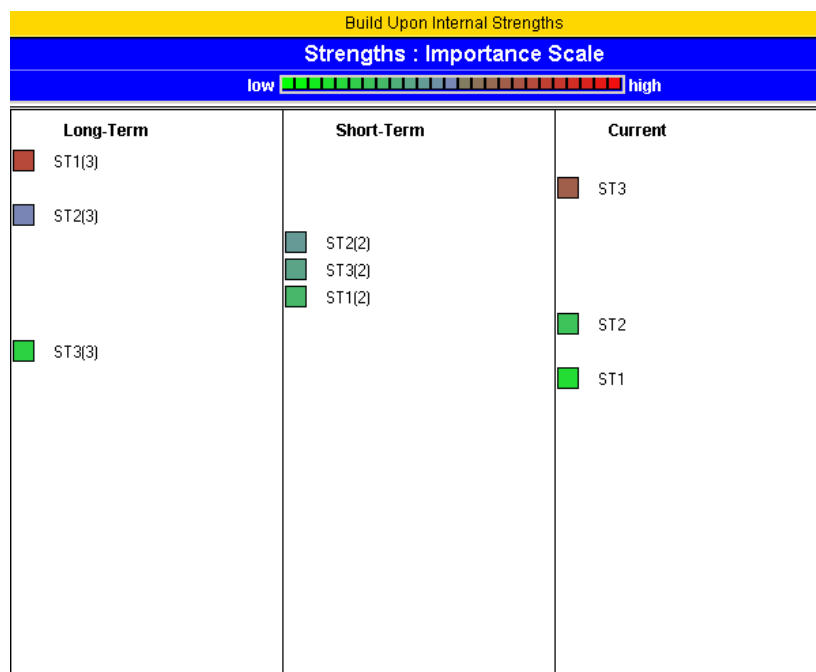 Build Upon Internal Strengths
Strengths : Importance Scale
low high
Long-Term Short-Term Current
ST1(3)
ST3
ST2(3)
ST2(2)
ST3(2)
ST1(2)
ST2
ST3(3)
ST1